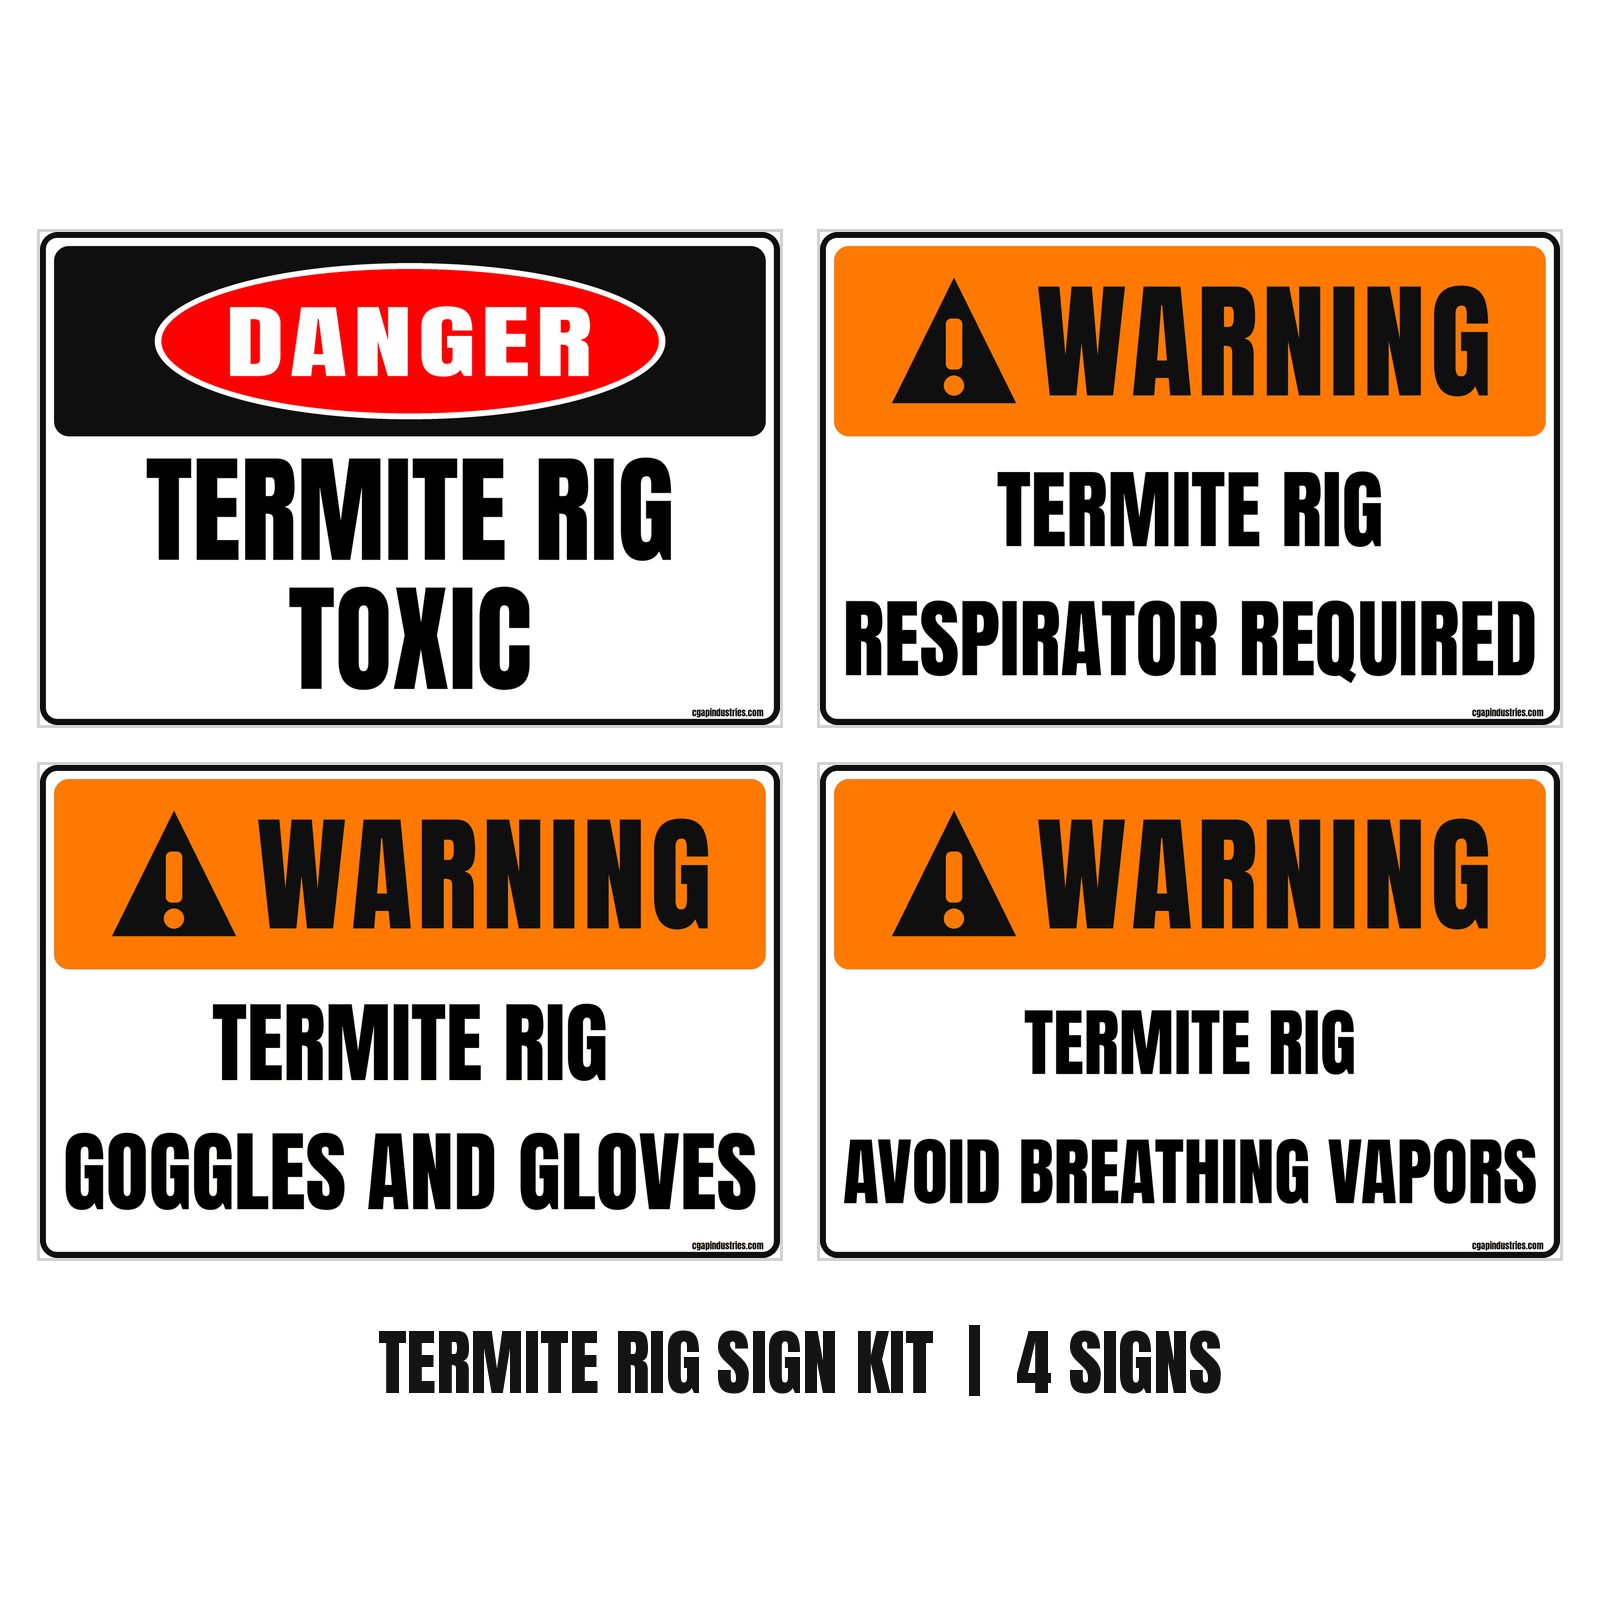 DANGER
TERMITE RIG
TOXIC
cgapindustries.com
WARNING
TERMITE RIG
RESPIRATOR REQUIRED
cgapindustries.com
WARNING
TERMITE RIG
GOGGLES AND GLOVES
cgapindustries.com
WARNING
TERMITE RIG
AVOID BREATHING VAPORS
cgapindustries.com
TERMITE RIG SIGN KIT | 4 SIGNS